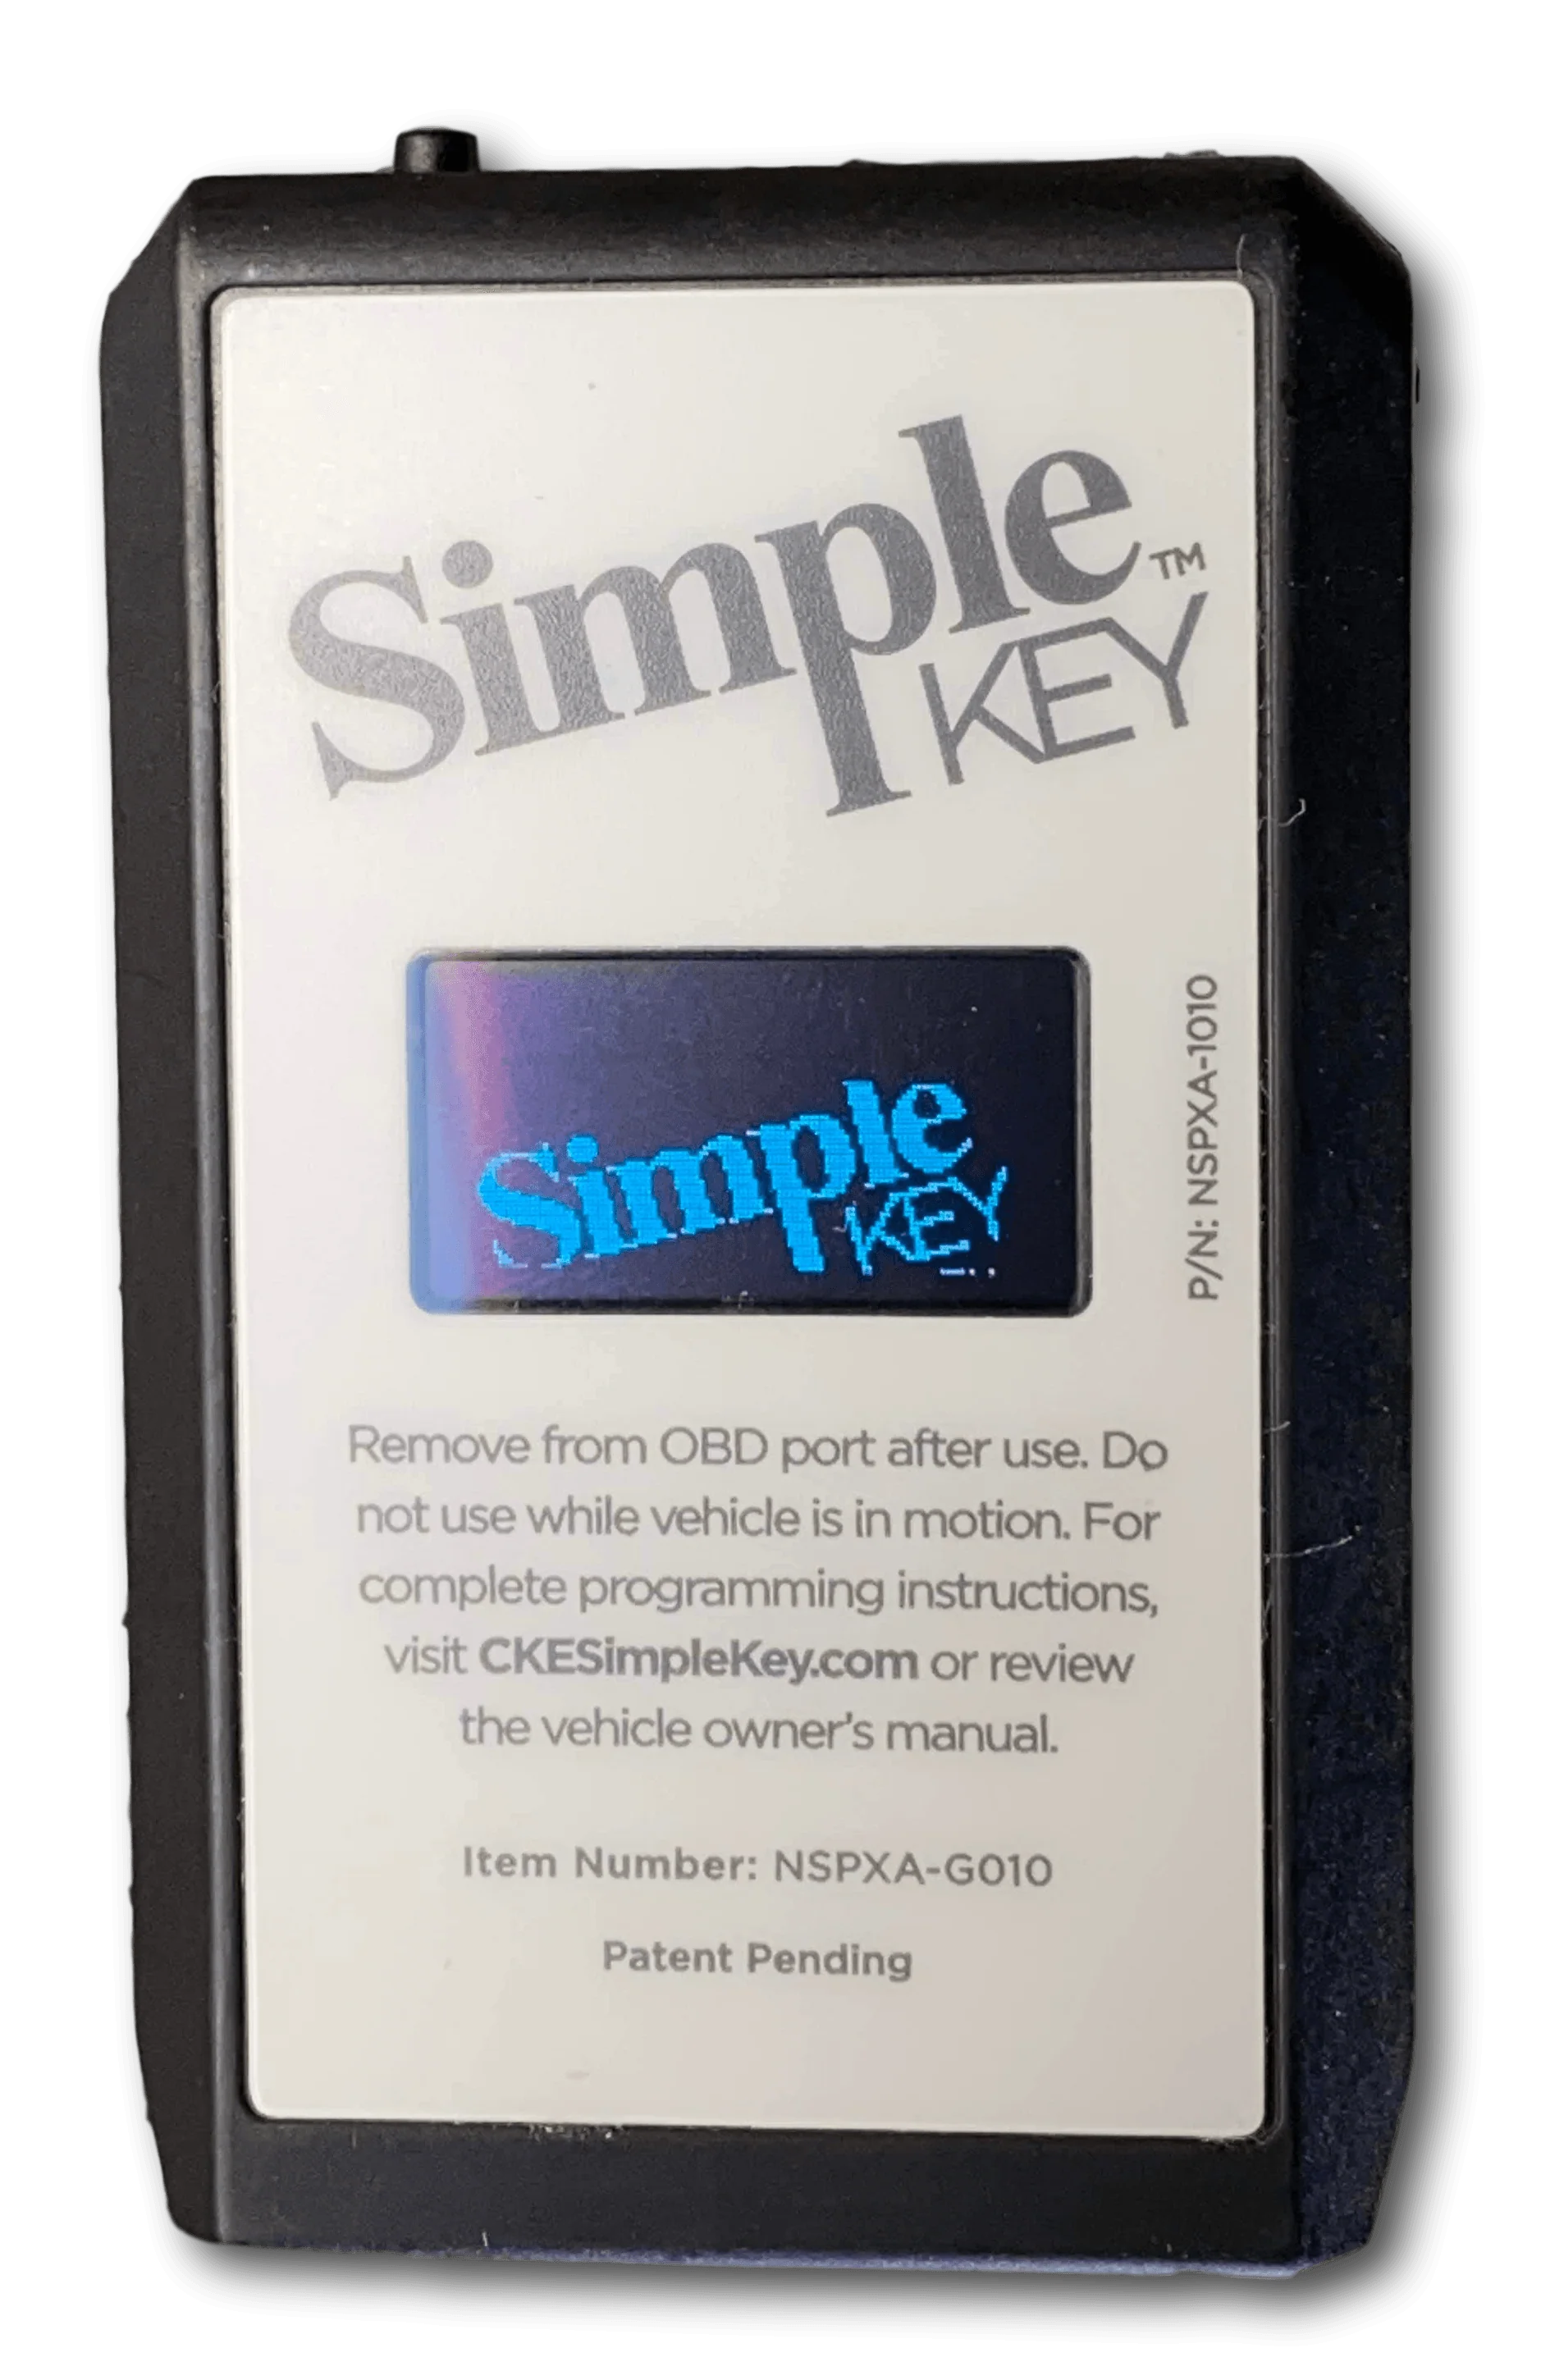 Simple™
KEY
Simple
KEY
P/N: NSPXA-1010
Remove from OBD port after use. Do
not use while vehicle is in motion. For
complete programming instructions,
visit CKESimpleKey.com or review
the vehicle owner's manual.
Item Number: NSPXA-G010
Patent Pending